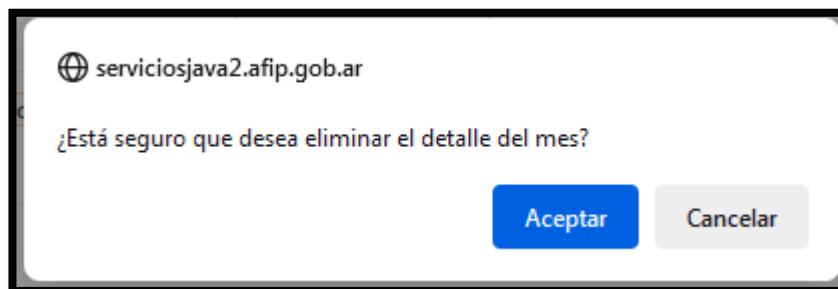 serviciosjava2.afip.gob.ar
¿Está seguro que desea eliminar el detalle del mes?
Aceptar Cancelar